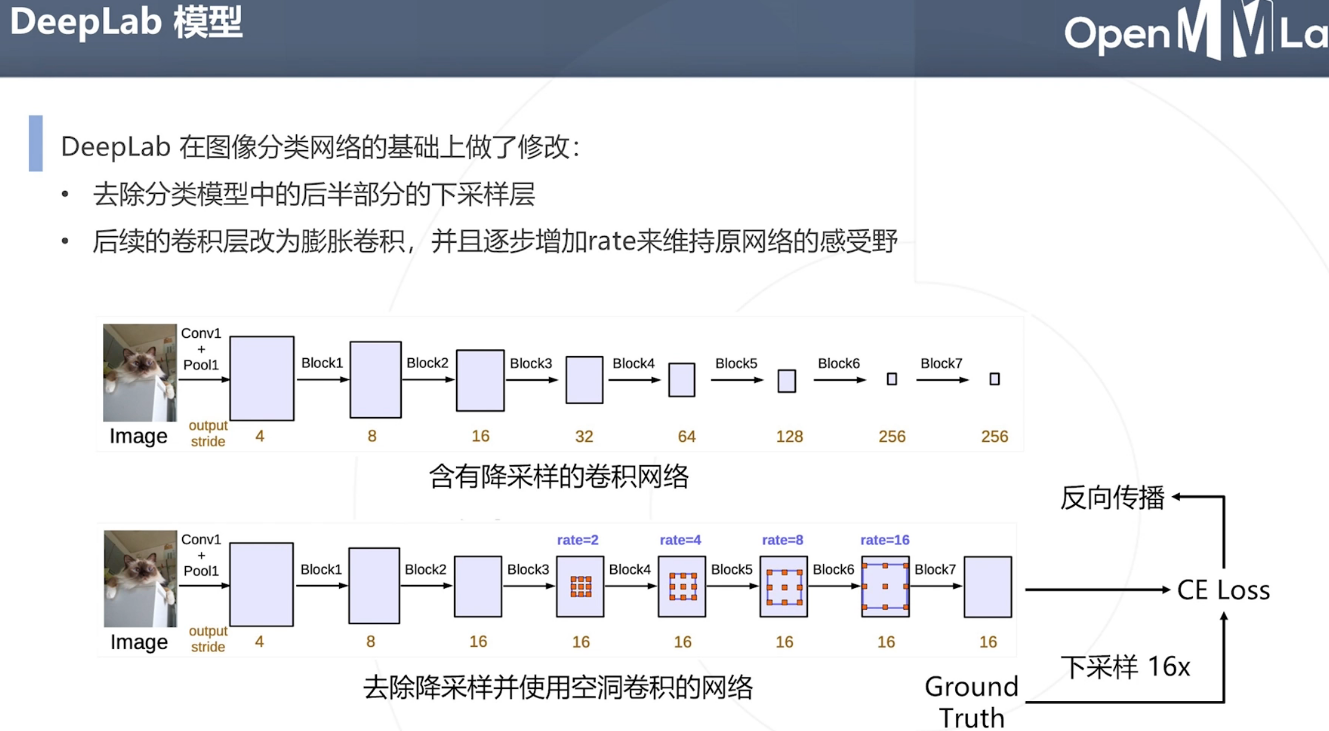 DeepLab 模型
OpenMMLa
DeepLab 在图像分类网络的基础上做了修改：
• 去除分类模型中的后半部分的下采样层
• 后续的卷积层改为膨胀卷积，并且逐步增加rate来维持原网络的感受野
Conv1
+
Pool1
Block1 Block2 Block3 Block4 Block5 Block6 Block7
Image
output
stride
4 8 16 32 64 128 256 256
含有降采样的卷积网络
反向传播
rate=2 rate=4 rate=8 rate=16
Conv1
+
Pool1
Block1 Block2 Block3 Block4 Block5 Block6 Block7
CE Loss
Image
output
stride
4 8 16 16 16 16 16 16
下采样 16x
去除降采样并使用空洞卷积的网络
Ground
Truth